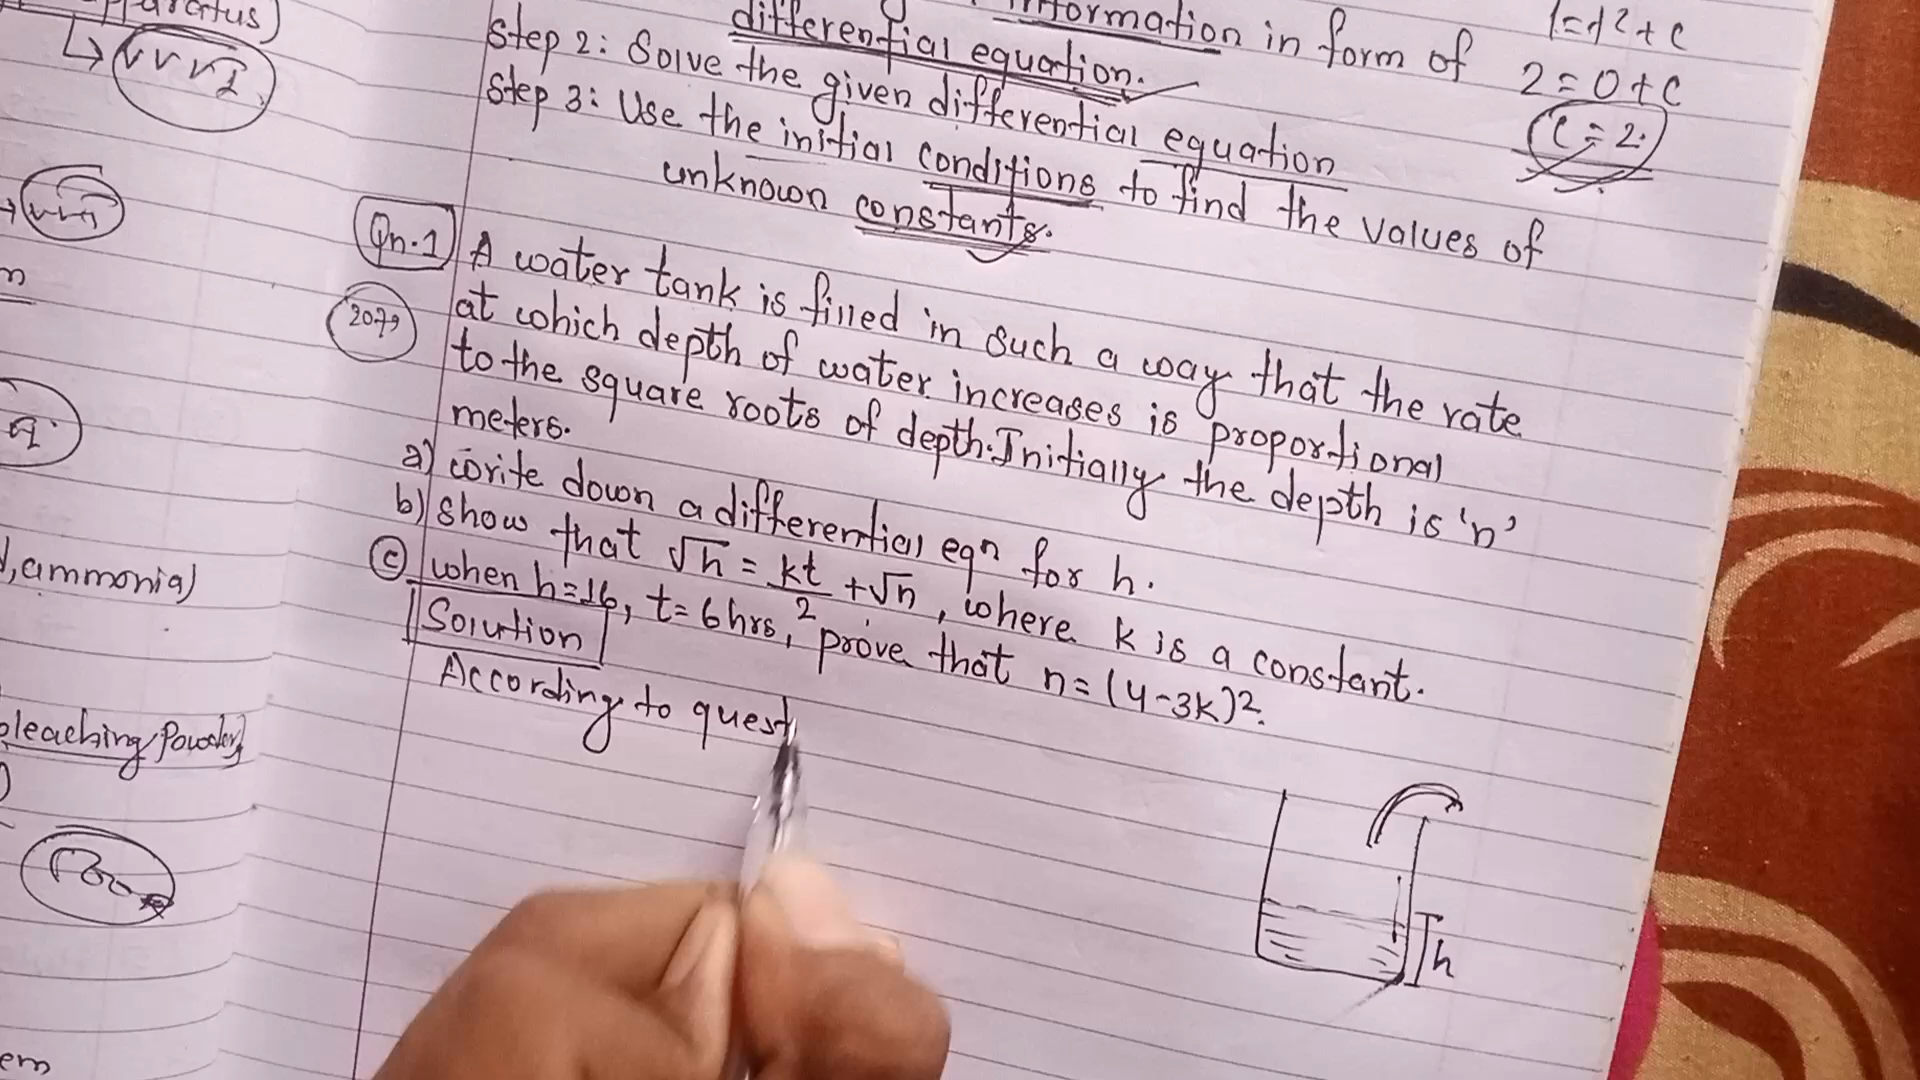 in form of
differential equation.
Step 2: Solve the given differential equation
Step 3: Use the initial conditions to find the values of
unknown constants.
2 = 0 + c
c = 2.
Qn.1 A water tank is filled in such a way that the rate
2079 at which depth of water increases is proportional
to the square roots of depth. Initially the depth is 'n'
meters.
a) write down a differential eqn for h.
b) show that √h = kt/2 + √n, where k is a constant.
c) when h=16, t=6hrs, prove that n = (4-3k)².
Solution
According to quest
h
ammonia)
bleaching Powder)